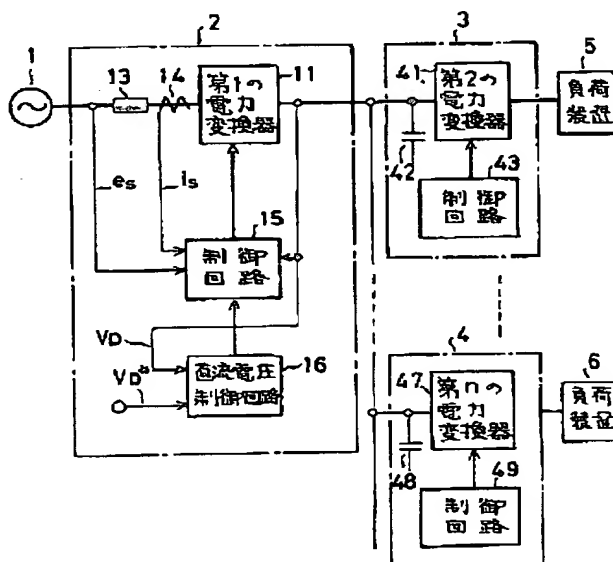 1
2
13
14
第1の
電力
変換器
11
es
is
15
制御
回路
VD
VD*
直流電圧
制御回路
16
3
41
第2の
電力
変換器
42
43
制御
回路
5
負荷
装置
4
47
第nの
電力
変換器
48
49
制御
回路
6
負荷
装置